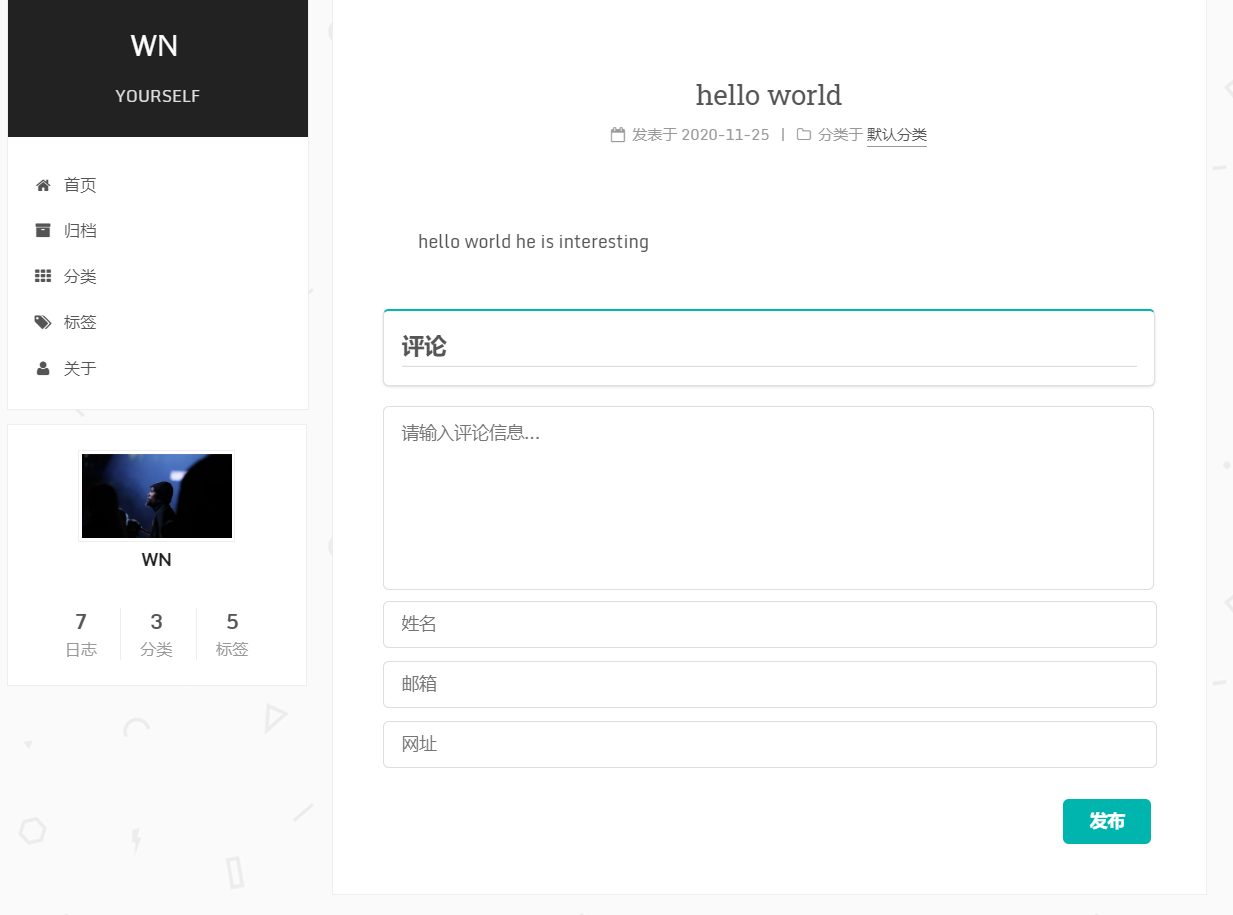 WN
YOURSELF
首页
归档
分类
标签
关于
WN
7
3
5
日志
分类
标签
hello world
发表于 2020-11-25 | 分类于 默认分类
hello world he is interesting
评论
请输入评论信息...
姓名
邮箱
网址
发布